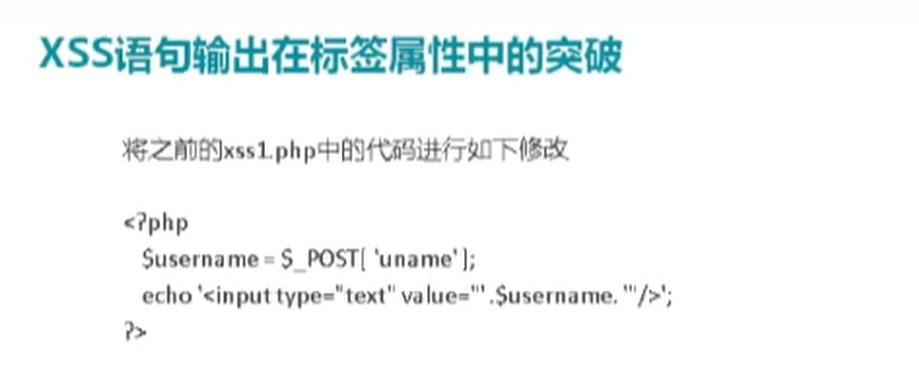 XSS语句输出在标签属性中的突破
将之前的xss1.php中的代码进行如下修改
<?php
$username = $_POST[ 'uname' ];
echo '<input type="text" value="' .$username. '"/>';
?>